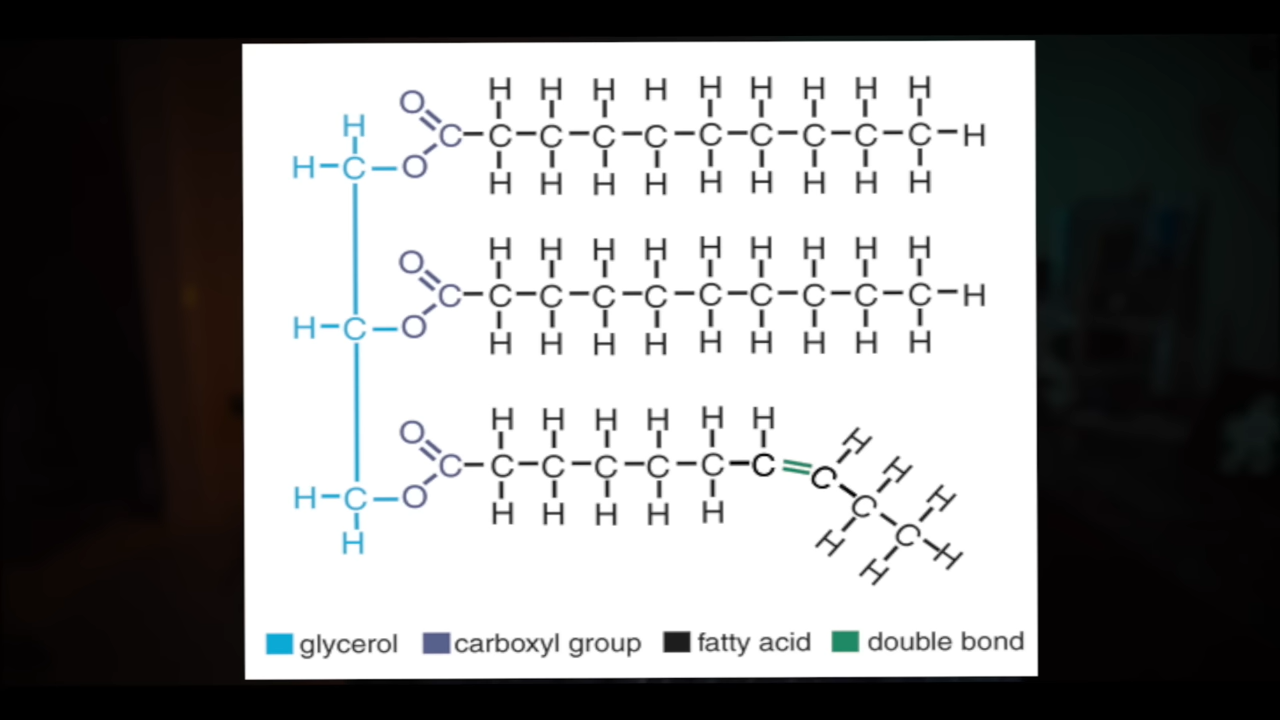 H H H H H H H H H
O
H C C C C C C C C C C H
H C O
H H H H H H H H H
H H H H H H H H H
O
C C C C C C C C C C H
H C O
H H H H H H H H H
H H H H H H
O H
C C C C C C C C H
H C O C H
H H H H H C
H H
H H
glycerol carboxyl group fatty acid double bond